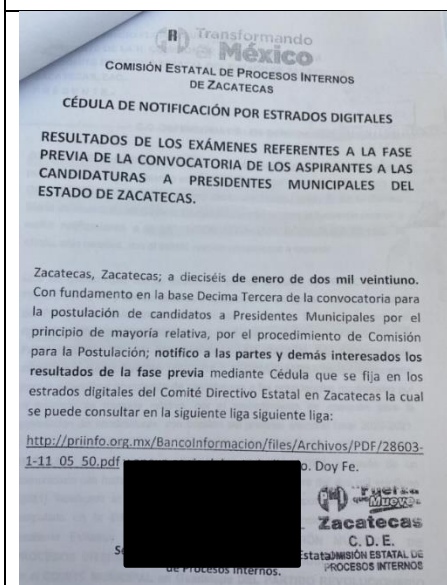 R Transformando
México
COMISIÓN ESTATAL DE PROCESOS INTERNOS
DE ZACATECAS
CÉDULA DE NOTIFICACIÓN POR ESTRADOS DIGITALES
RESULTADOS DE LOS EXÁMENES REFERENTES A LA FASE
PREVIA DE LA CONVOCATORIA DE LOS ASPIRANTES A LAS
CANDIDATURAS A PRESIDENTES MUNICIPALES DEL
ESTADO DE ZACATECAS.
Zacatecas, Zacatecas; a dieciséis de enero de dos mil veintiuno.
Con fundamento en la base Decima Tercera de la convocatoria para
la postulación de candidatos a Presidentes Municipales por el
principio de mayoría relativa, por el procedimiento de Comisión
para la Postulación; notifico a las partes y demás interesados los
resultados de la fase previa mediante Cédula que se fija en los
estrados digitales del Comité Directivo Estatal en Zacatecas la cual
se puede consultar en la siguiente liga siguiente liga:
http://priinfo.org.mx/BancoInformacion/files/Archivos/PDF/28603-
1-11_05_50.pdf
. Doy Fe.
Fuerza
Mueve
Zacatecas
C. D. E.
Estatal
COMISIÓN ESTATAL DE
de Procesos Internos.
PROCESOS INTERNOS